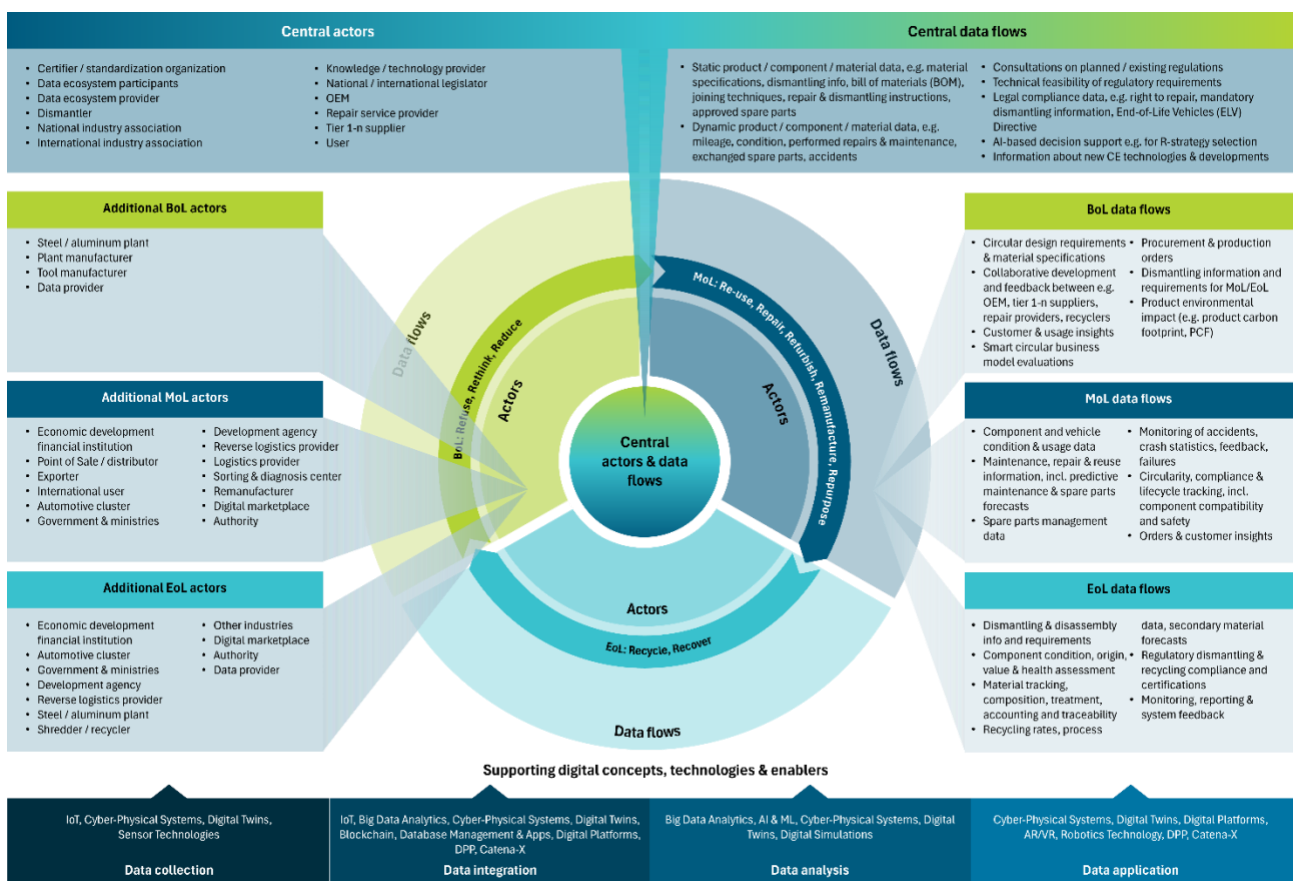 Central actors
• Certifier / standardization organization
• Data ecosystem participants
• Data ecosystem provider
• Dismantler
• National industry association
• International industry association
• Knowledge / technology provider
• National / international legislator
• OEM
• Repair service provider
• Tier 1-n supplier
• User
Central data flows
• Static product / component / material data, e.g. material
specifications, dismantling info, bill of materials (BOM),
joining techniques, repair & dismantling instructions,
approved spare parts
• Dynamic product / component / material data, e.g.
mileage, condition, performed repairs & maintenance,
exchanged spare parts, accidents
• Consultations on planned / existing regulations
• Technical feasibility of regulatory requirements
• Legal compliance data, e.g. right to repair, mandatory
dismantling information, End-of-Life Vehicles (ELV)
Directive
• AI-based decision support e.g. for R-strategy selection
• Information about new CE technologies & developments
Additional BoL actors
• Steel / aluminum plant
• Plant manufacturer
• Tool manufacturer
• Data provider
Additional MoL actors
• Economic development
financial institution
• Point of Sale / distributor
• Exporter
• International user
• Automotive cluster
• Government & ministries
• Development agency
• Reverse logistics provider
• Logistics provider
• Sorting & diagnosis center
• Remanufacturer
• Digital marketplace
• Authority
Additional EoL actors
• Economic development
financial institution
• Automotive cluster
• Government & ministries
• Development agency
• Reverse logistics provider
• Steel / aluminum plant
• Shredder / recycler
• Other industries
• Digital marketplace
• Authority
• Data provider
Data flows
BoL: Refuse, Rethink, Reduce
Actors
MoL: Re-use, Repair, Refurbish, Remanufacture, Repurpose
Actors
Data flows
Central
actors & data
flows
Actors
EoL: Recycle, Recover
Data flows
BoL data flows
• Circular design requirements
& material specifications
• Collaborative development
and feedback between e.g.
OEM, tier 1-n suppliers,
repair providers, recyclers
• Customer & usage insights
• Smart circular business
model evaluations
• Procurement & production
orders
• Dismantling information and
requirements for MoL/EoL
• Product environmental
impact (e.g. product carbon
footprint, PCF)
MoL data flows
• Component and vehicle
condition & usage data
• Maintenance, repair & reuse
information, incl. predictive
maintenance & spare parts
forecasts
• Spare parts management
data
• Monitoring of accidents,
crash statistics, feedback,
failures
• Circularity, compliance &
lifecycle tracking, incl.
component compatibility
and safety
• Orders & customer insights
EoL data flows
• Dismantling & disassembly
info and requirements
• Component condition, origin,
value & health assessment
• Material tracking,
composition, treatment,
accounting and traceability
• Recycling rates, process
data, secondary material
forecasts
• Regulatory dismantling &
recycling compliance and
certifications
• Monitoring, reporting &
system feedback
Supporting digital concepts, technologies & enablers
IoT, Cyber-Physical Systems, Digital Twins,
Sensor Technologies
Data collection
IoT, Big Data Analytics, Cyber-Physical Systems, Digital Twins,
Blockchain, Database Management & Apps, Digital Platforms,
DPP, Catena-X
Data integration
Big Data Analytics, AI & ML, Cyber-Physical Systems, Digital
Twins, Digital Simulations
Data analysis
Cyber-Physical Systems, Digital Twins, Digital Platforms,
AR/VR, Robotics Technology, DPP, Catena-X
Data application